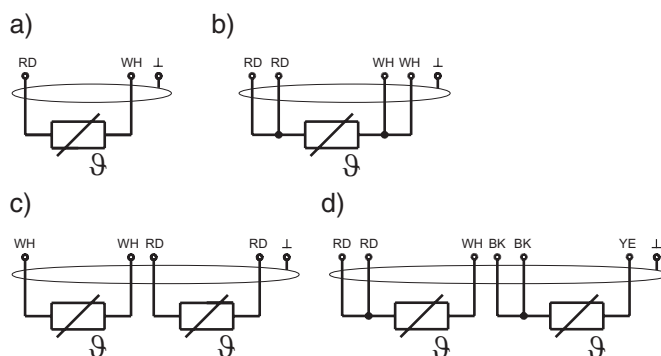 a)
b)
RD WH ⊥
RD RD WH WH ⊥
ϑ
ϑ
c)
d)
WH WH RD RD ⊥
RD RD WH BK BK YE ⊥
ϑ ϑ
ϑ ϑ